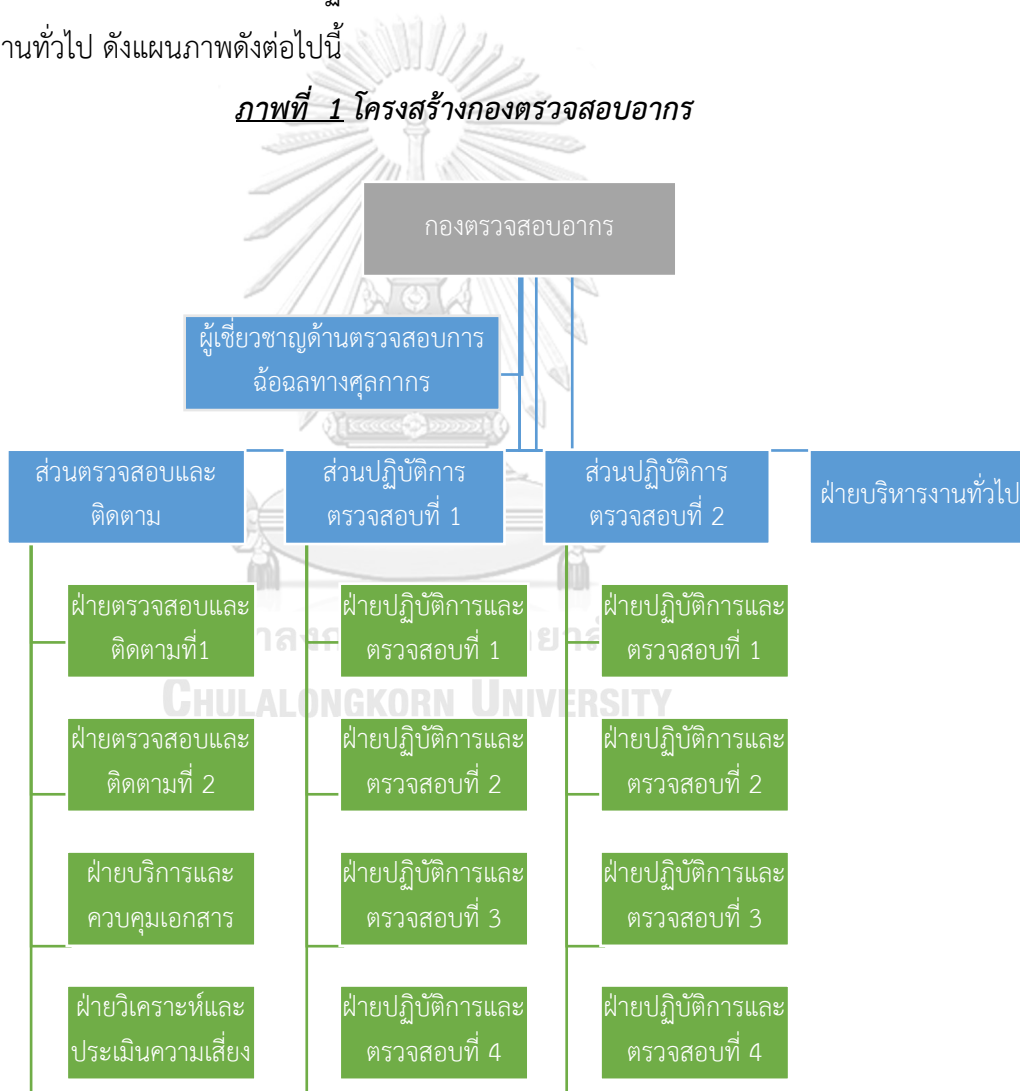 านทั่วไป ดังแผนภาพดังต่อไปนี้
ภาพที่ 1 โครงสร้างกองตรวจสอบอากร
กองตรวจสอบอากร
ผู้เชี่ยวชาญด้านตรวจสอบการ
ฉ้อฉลทางศุลกากร
ส่วนตรวจสอบและ
ติดตาม
ส่วนปฏิบัติการ
ตรวจสอบที่ 1
ส่วนปฏิบัติการ
ตรวจสอบที่ 2
ฝ่ายบริหารงานทั่วไป
ฝ่ายตรวจสอบและ
ติดตามที่1
ฝ่ายตรวจสอบและ
ติดตามที่ 2
ฝ่ายบริการและ
ควบคุมเอกสาร
ฝ่ายวิเคราะห์และ
ประเมินความเสี่ยง
ฝ่ายปฏิบัติการและ
ตรวจสอบที่ 1
ฝ่ายปฏิบัติการและ
ตรวจสอบที่ 2
ฝ่ายปฏิบัติการและ
ตรวจสอบที่ 3
ฝ่ายปฏิบัติการและ
ตรวจสอบที่ 4
ฝ่ายปฏิบัติการและ
ตรวจสอบที่ 1
ฝ่ายปฏิบัติการและ
ตรวจสอบที่ 2
ฝ่ายปฏิบัติการและ
ตรวจสอบที่ 3
ฝ่ายปฏิบัติการและ
ตรวจสอบที่ 4
CHULALONGKORN UNIVERSITY